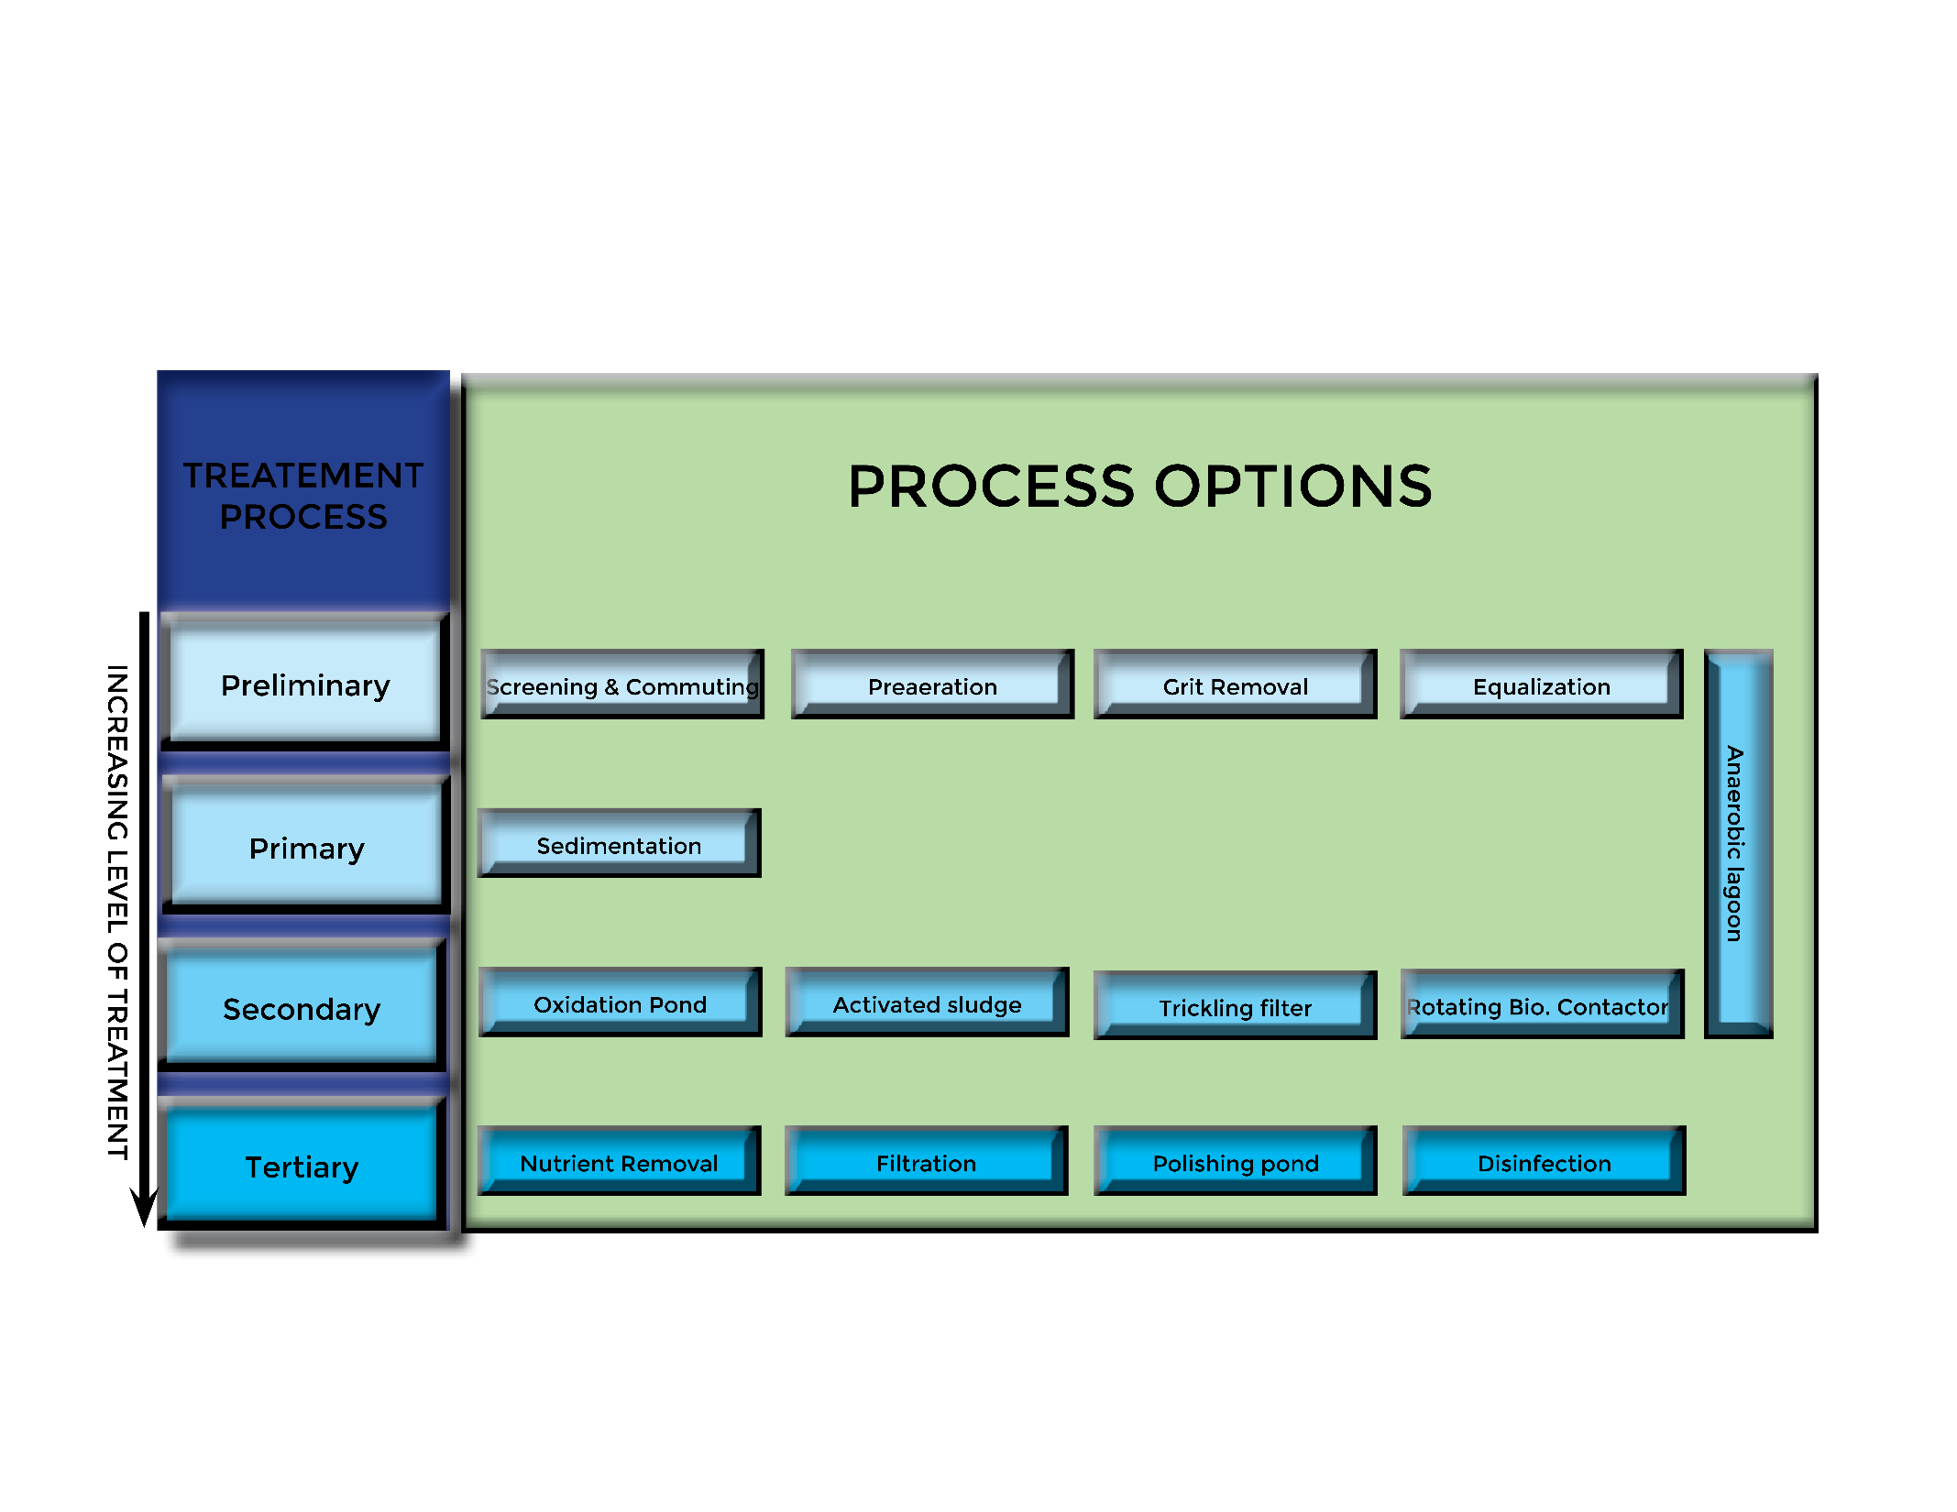 TREATEMENT
PROCESS
PROCESS OPTIONS
INCREASING LEVEL OF TREATMENT
Preliminary
Screening & Commuting
Preaeration
Grit Removal
Equalization
Anaerobic lagoon
Primary
Sedimentation
Secondary
Oxidation Pond
Activated sludge
Trickling filter
Rotating Bio. Contactor
Tertiary
Nutrient Removal
Filtration
Polishing pond
Disinfection